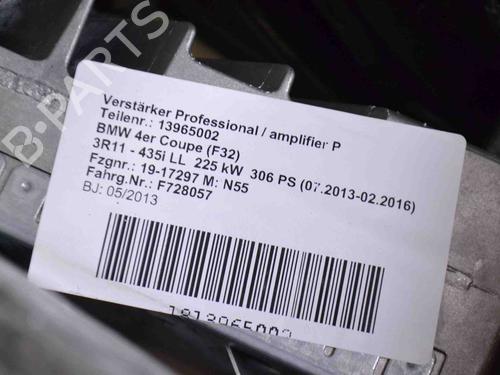 B-PARTS
Verstärker Professional / amplifier P
Teilenr.: 13965002
BMW 4er Coupe (F32)
3R11 - 435i LL 225 kW 306 PS (07.2013-02.2016)
Fzgnr.: 19-17297 M: N55
Fahrg.Nr.: F728057
BJ: 05/2013